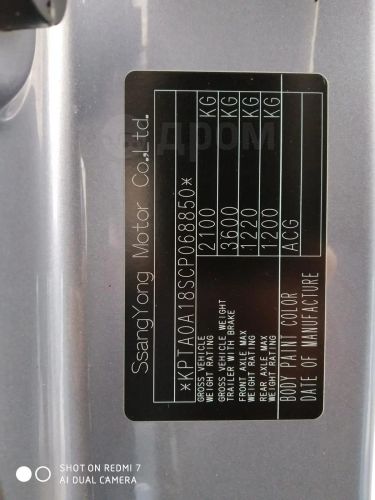 SsangYong Motor Co.,Ltd.
*KPTA0A18SCP068850*
GROSS VEHICLE WEIGHT RATING 2100 KG
GROSS VEHICLE WEIGHT TRAILER WITH BRAKE 3600 KG
FRONT AXLE MAX WEIGHT RATING 1220 KG
REAR AXLE MAX WEIGHT RATING 1200 KG
BODY PAINT COLOR ACG
DATE OF MANUFACTURE
дром
SHOT ON REDMI 7
AI DUAL CAMERA